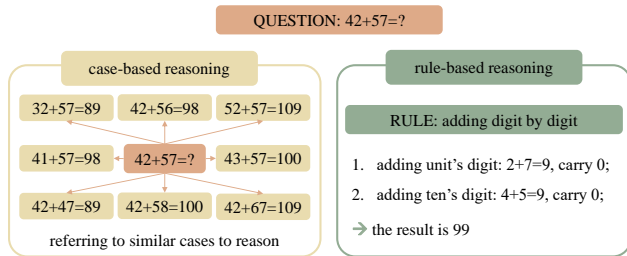 QUESTION: 42+57=?
case-based reasoning
32+57=89
42+56=98
52+57=109
41+57=98
42+57=?
43+57=100
42+47=89
42+58=100
42+67=109
referring to similar cases to reason
rule-based reasoning
RULE: adding digit by digit
1. adding unit's digit: 2+7=9, carry 0;
2. adding ten's digit: 4+5=9, carry 0;
→ the result is 99